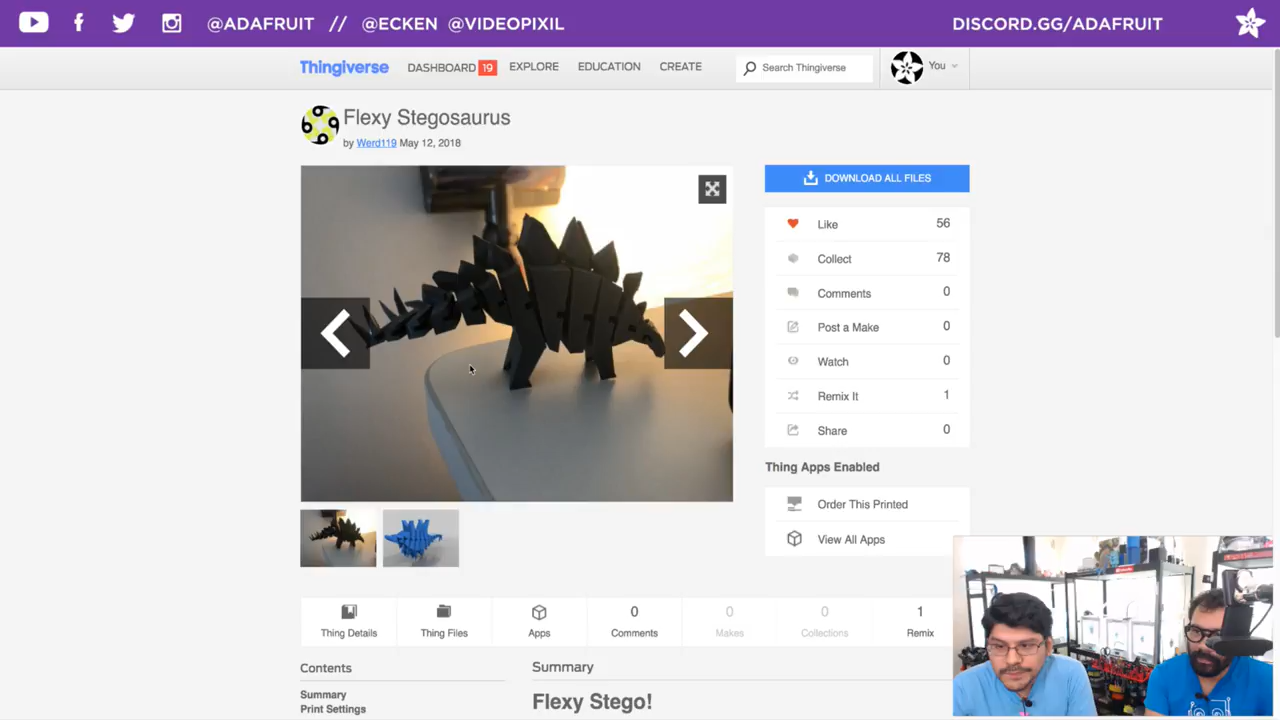 @ADAFRUIT // @ECKEN @VIDEOPIXIL
DISCORD.GG/ADAFRUIT
Thingiverse
DASHBOARD 19
EXPLORE
EDUCATION
CREATE
Search Thingiverse
You
Flexy Stegosaurus
by Werd119 May 12, 2018
DOWNLOAD ALL FILES
Like 56
Collect 78
Comments 0
Post a Make 0
Watch 0
Remix It 1
Share 0
Thing Apps Enabled
Order This Printed
View All Apps
Thing Details
Thing Files
Apps
0
Comments
0
Makes
0
Collections
1
Remix
Contents
Summary
Print Settings
Summary
Flexy Stego!